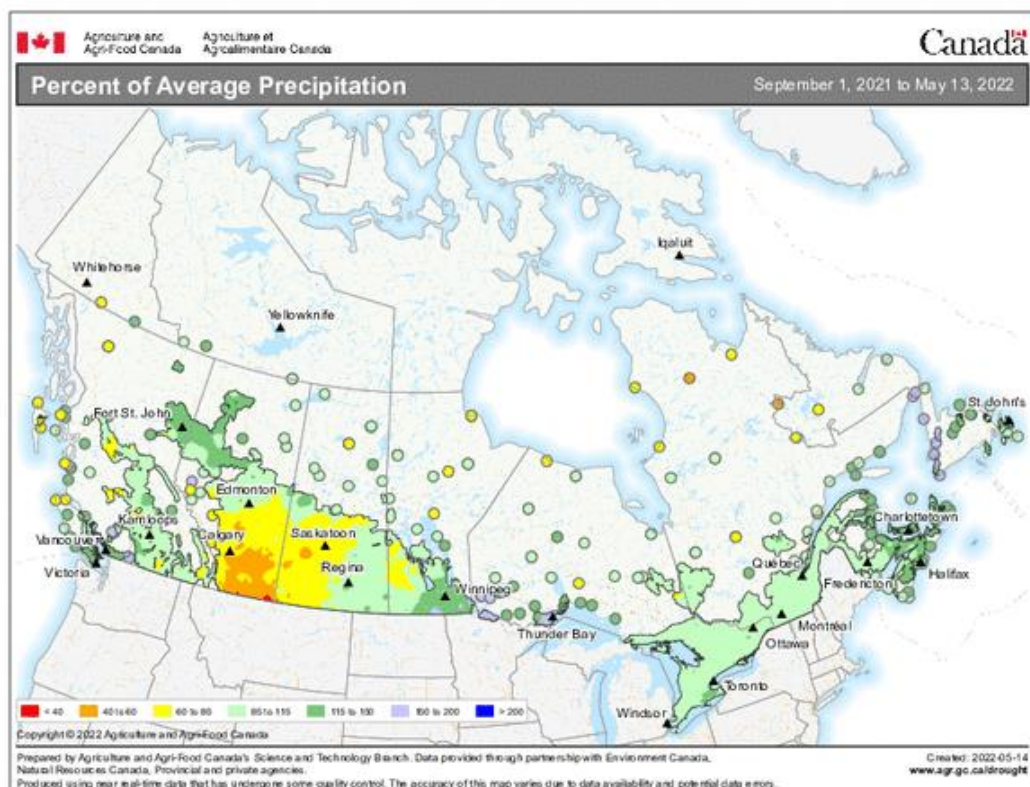 Agriculture and Agriculture et
Agri-Food Canada Agroalimentaire Canada
Canada
Percent of Average Precipitation
September 1, 2021 to May 13, 2022
Iqaluit
Whitehorse
Yellowknife
St. John's
Fort St. John
Edmonton
Charlottetown
Kamloops
Calgary
Saskatoon
Vancouver
Québec
Victoria
Regina
Fredericton
Halifax
Winnipeg
Montréal
Thunder Bay
Ottawa
Toronto
Windsor
< 40 40 to 60 60 to 85 85 to 115 115 to 150 150 to 200 > 200
Copyright © 2022 Agriculture and Agri-Food Canada
Prepared by Agriculture and Agri-Food Canada's Science and Technology Branch. Data provided through partnership with Environment Canada,
Natural Resources Canada, Provincial and private agencies.
Produced using near real-time data that has undergone some quality control. The accuracy of this map varies due to data availability and potential data errors.
Created: 2022-05-14
www.agr.gc.ca/drought